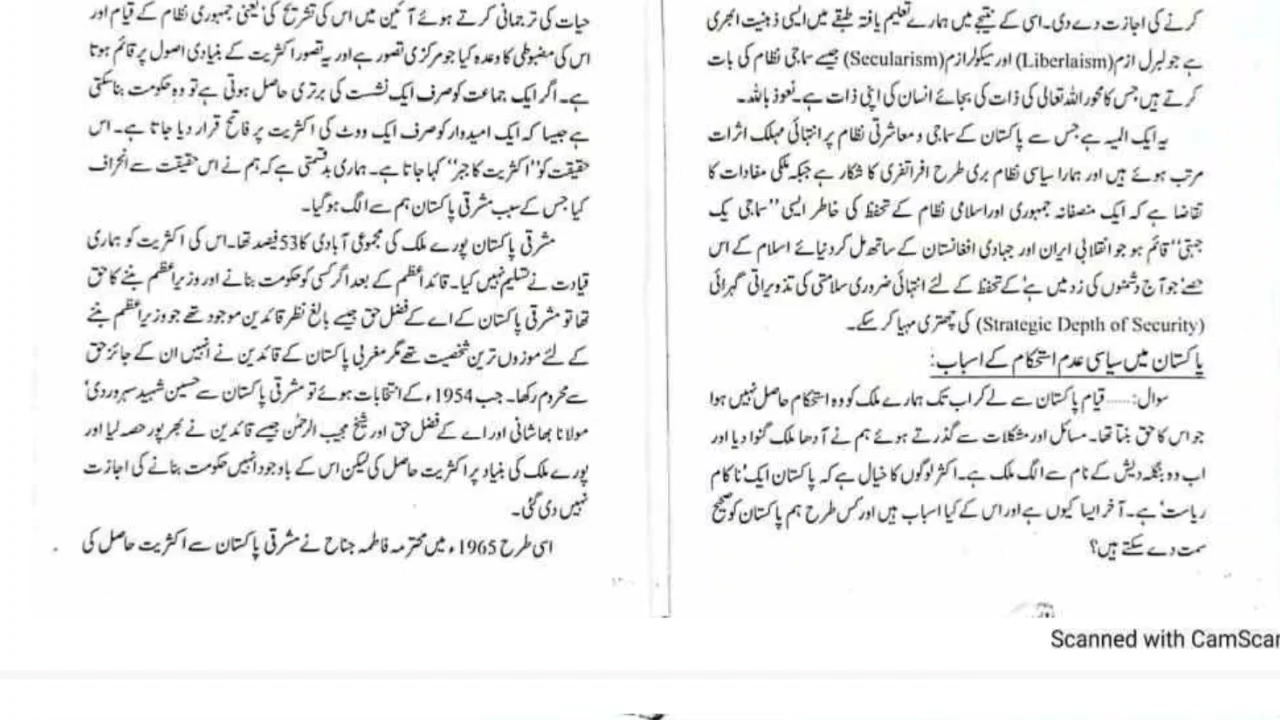 کرنے کی اجازت دے دی۔اسی کے نتیجے میں ہمارے تعلیم یافتہ طبقے میں ایسی ذہنیت ابھری
ہے جو لبرل ازم(Liberlaism) اور سیکولرازم(Secularism) جیسے سماجی نظام کی بات
کرتے ہیں جس کا محور اللہ تعالی کی ذات کی بجائے انسان کی اپنی ذات ہے۔نعوذ باللہ۔
یہ ایک المیہ ہے جس سے پاکستان کے سماجی و معاشرتی نظام پر انتہائی مہلک اثرات
مرتب ہوئے ہیں اور ہمارا سیاسی نظام بری طرح افراتفری کا شکار ہے جبکہ ملکی مفادات کا
تقاضا ہے کہ ایک منصفانہ جمہوری اور اسلامی نظام کے تحفظ کی خاطر ایسی ''سماجی یک
جہتی'' قائم ہو جو انقلابی ایران اور جہادی افغانستان کے ساتھ مل کر دنیائے اسلام کے اس
حصے' جو آج دشمنوں کی زد میں ہے' کے تحفظ کے لئے انتہائی ضروری سلامتی کی تذویراتی گہرائی
(Strategic Depth of Security) کی چھتری مہیا کر سکے۔
پاکستان میں سیاسی عدم استحکام کے اسباب:
سوال:...... قیام پاکستان سے لے کر اب تک ہمارے ملک کو وہ استحکام حاصل نہیں ہوا
جو اس کا حق بنتا تھا۔ مسائل اور مشکلات سے گذرتے ہوئے ہم نے آدھا ملک گنوا دیا اور
اب وہ بنگلہ دیش کے نام سے الگ ملک ہے۔ اکثر لوگوں کا خیال ہے کہ پاکستان ایک 'ناکام
ریاست' ہے۔ آخر ایسا کیوں ہے اور اس کے کیا اسباب ہیں اور کس طرح ہم پاکستان کو صحیح
سمت دے سکتے ہیں؟
حیات کی ترجمانی کرتے ہوئے آئین میں اس کی تشریح کی' یعنی جمہوری نظام کے قیام اور
اس کی مضبوطی کا وعدہ کیا جو مرکزی تصور ہے اور یہ تصور اکثریت کے بنیادی اصول پر قائم ہوتا
ہے۔ اگر ایک جماعت کو صرف ایک نشست کی برتری حاصل ہوتی ہے تو وہ حکومت بنا سکتی
ہے جیسا کہ ایک امیدوار کو صرف ایک ووٹ کی اکثریت پر فاتح قرار دیا جاتا ہے۔ اس
حقیقت کو ''اکثریت کا جبر'' کہا جاتا ہے۔ ہماری بدقسمتی ہے کہ ہم نے اس حقیقت سے انحراف
کیا جس کے سبب مشرقی پاکستان ہم سے الگ ہو گیا۔
مشرقی پاکستان پورے ملک کی مجموعی آبادی کا 53 فیصد تھا۔ اس کی اکثریت کو ہماری
قیادت نے تسلیم نہیں کیا۔ قائداعظم کے بعد اگر کسی کو حکومت بنانے اور وزیراعظم بننے کا حق
تھا تو مشرقی پاکستان کے اے کے فضل حق جیسے بالغ نظر قائدین موجود تھے جو وزیراعظم بننے
کے لئے موزوں ترین شخصیت تھے مگر مغربی پاکستان کے قائدین نے انہیں ان کے جائز حق
سے محروم رکھا۔ جب 1954ء کے انتخابات ہوئے تو مشرقی پاکستان سے حسین شہید سہروردی'
مولانا بھاشانی اور اے کے فضل حق اور شیخ مجیب الرحمٰن جیسے قائدین نے بھرپور حصہ لیا اور
پورے ملک کی بنیاد پر اکثریت حاصل کی لیکن اس کے باوجود انہیں حکومت بنانے کی اجازت
نہیں دی گئی۔
اسی طرح 1965ء میں محترمہ فاطمہ جناح نے مشرقی پاکستان سے اکثریت حاصل کی
Scanned with CamScan